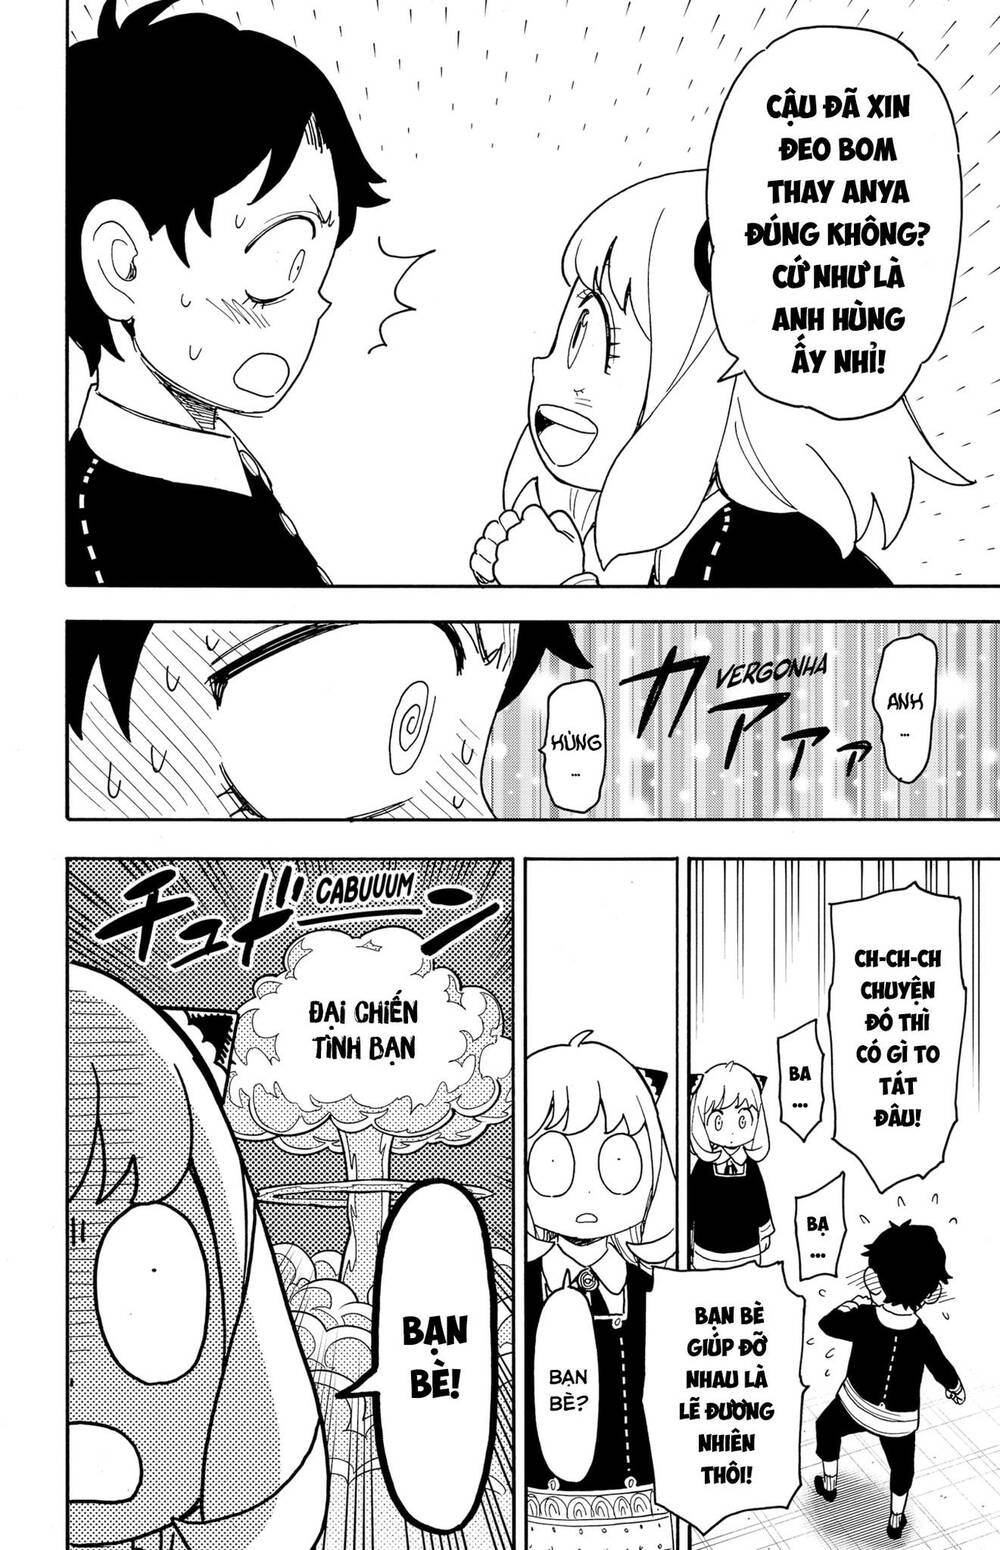 CẬU ĐÃ XIN
ĐEO BOM
THAY ANYA
ĐÚNG KHÔNG?
CỨ NHƯ LÀ
ANH HÙNG
ẤY NHỈ!
ANH
...
VERGONHA
カアアァ
HÙNG
...
CH-CH-CH
CHUYỆN
ĐÓ THÌ
CÓ GÌ TO
TÁT
ĐÂU!
BA
...
BẠ
...
BẠN BÈ
GIÚP ĐỠ
NHAU LÀ
LẼ ĐƯƠNG
NHIÊN
THÔI!
BẠN
BÈ?
チュドーン
CABUUUM
ĐẠI CHIẾN
TÌNH BẠN
BẠN
BÈ!